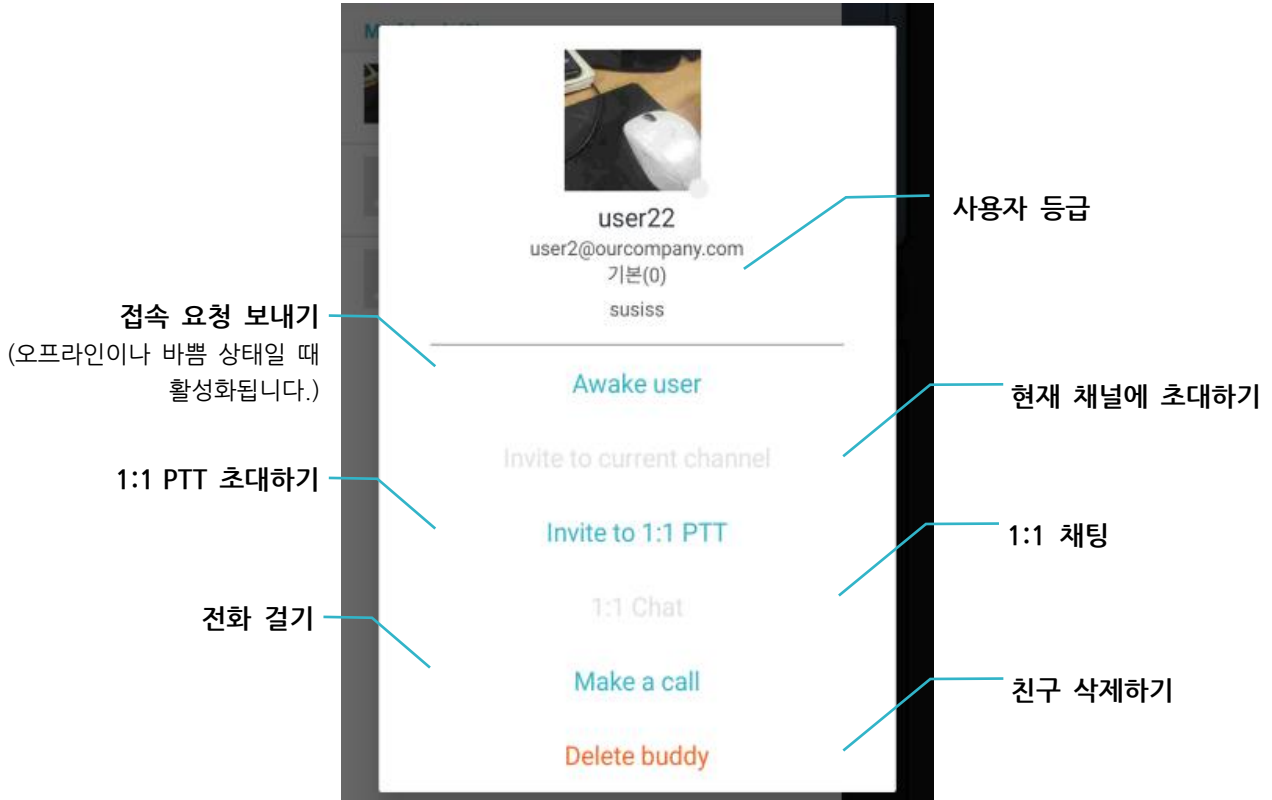 user22
user2@ourcompany.com
기본(0)
susiss
사용자 등급
접속 요청 보내기
(오프라인이나 바쁨 상태일 때
활성화됩니다.)
Awake user
현재 채널에 초대하기
Invite to current channel
1:1 PTT 초대하기
Invite to 1:1 PTT
1:1 채팅
1:1 Chat
전화 걸기
Make a call
친구 삭제하기
Delete buddy